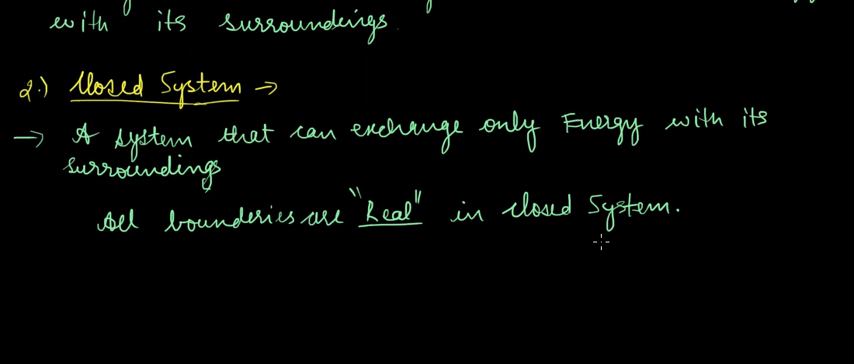 with its surroundings.
2.) Closed System →
→ A system that can exchange only Energy with its
surroundings
All bounderies are "Real" in closed System.